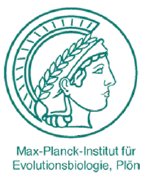 Max-Planck-Institut für
Evolutionsbiologie, Plön